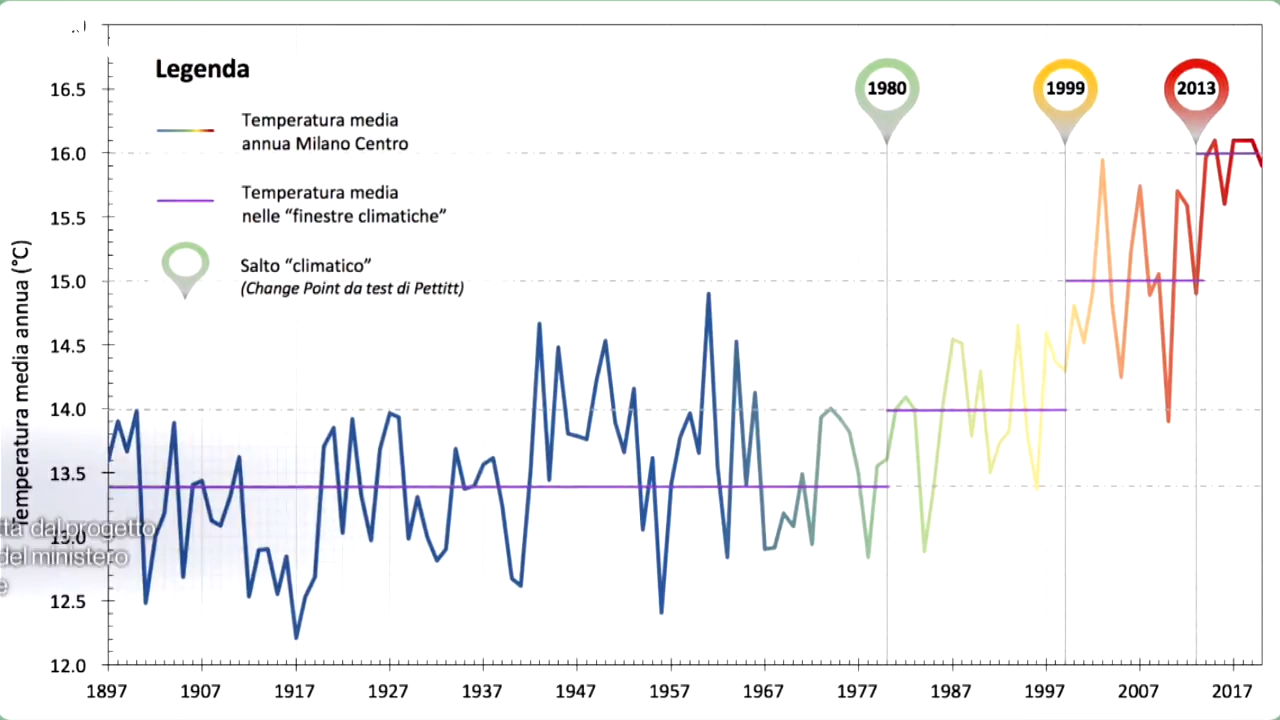 Legenda
Temperatura media
annua Milano Centro
Temperatura media
nelle “finestre climatiche”
Salto “climatico”
(Change Point da test di Pettitt)
1980
1999
2013
Temperatura media annua (°C)
16.5
16.0
15.5
15.0
14.5
14.0
13.5
13.0
12.5
12.0
dal progetto
del ministero
1897 1907 1917 1927 1937 1947 1957 1967 1977 1987 1997 2007 2017